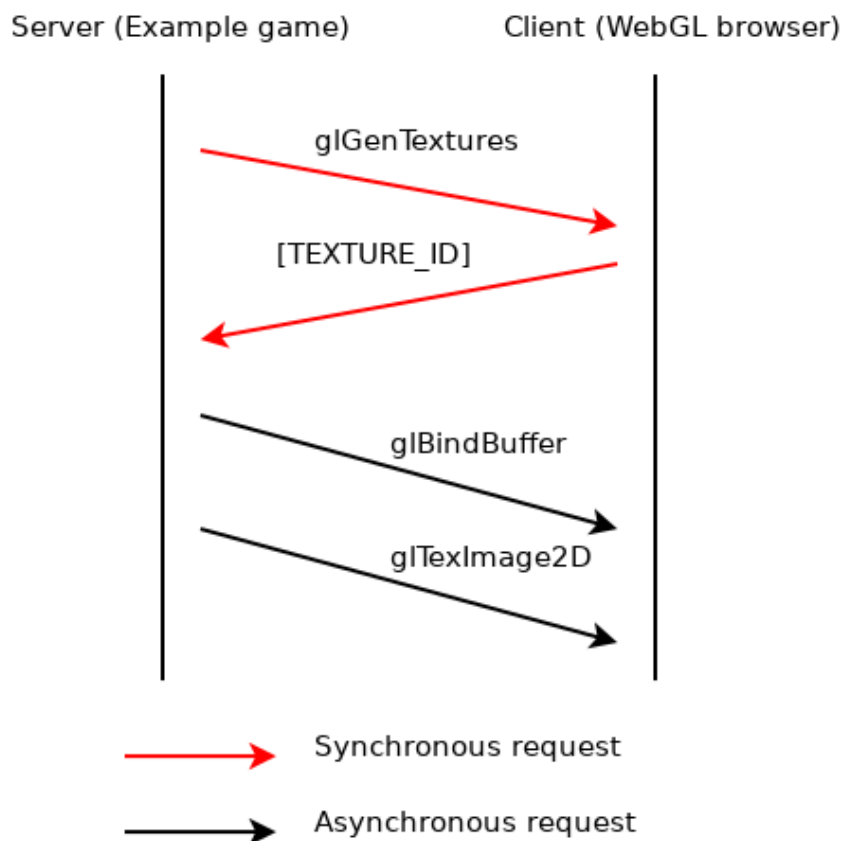 Server (Example game)
Client (WebGL browser)
glGenTextures
[TEXTURE_ID]
glBindBuffer
glTexImage2D
Synchronous request
Asynchronous request